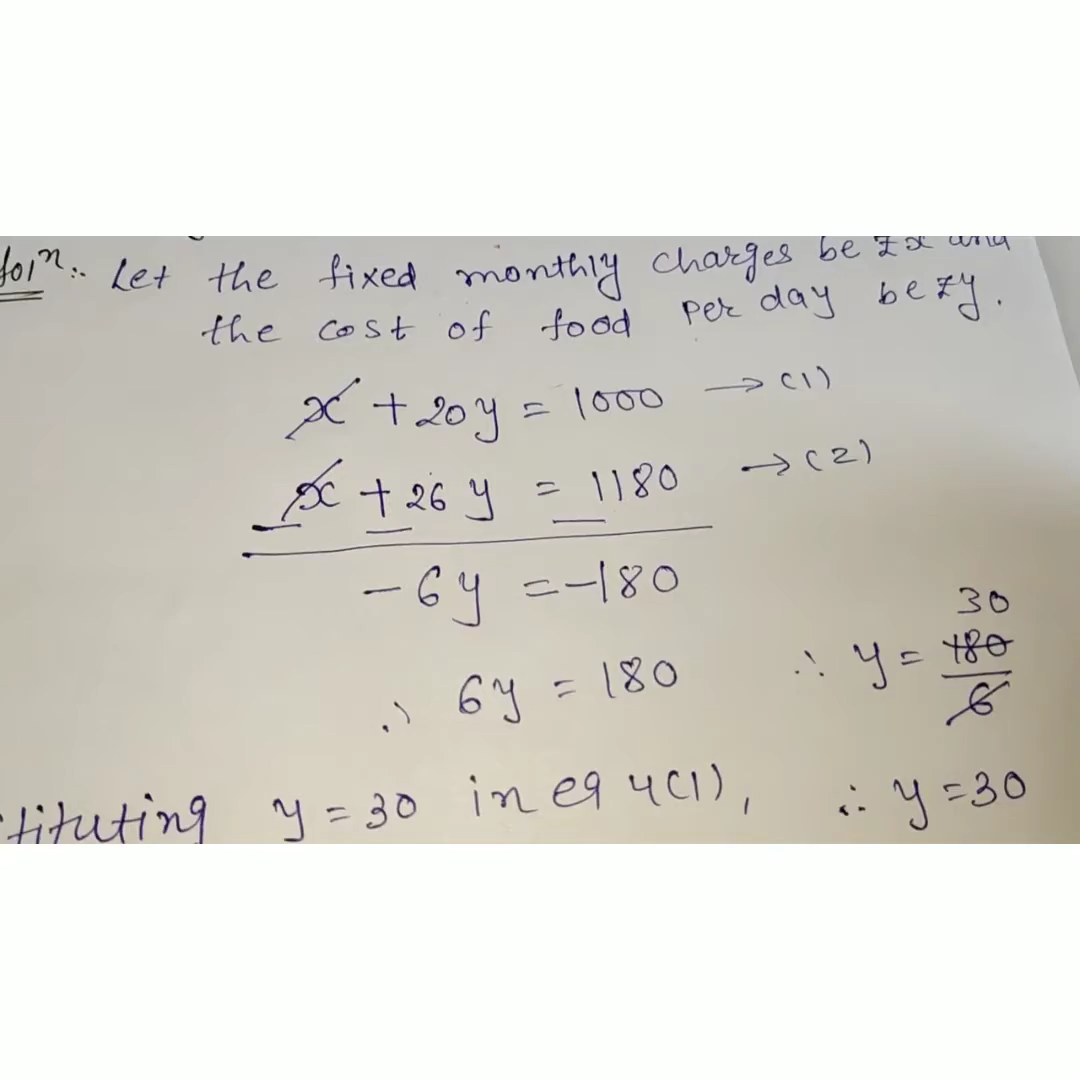 Soln:. Let the fixed monthly charges be ₹x and
the cost of food per day be ₹y.
x + 20y = 1000 → (1)
x + 26y = 1180 → (2)
- 6y = -180
∴ 6y = 180 ∴ y = 180/6 30
tituting y = 30 in eq 4(1), ∴ y = 30